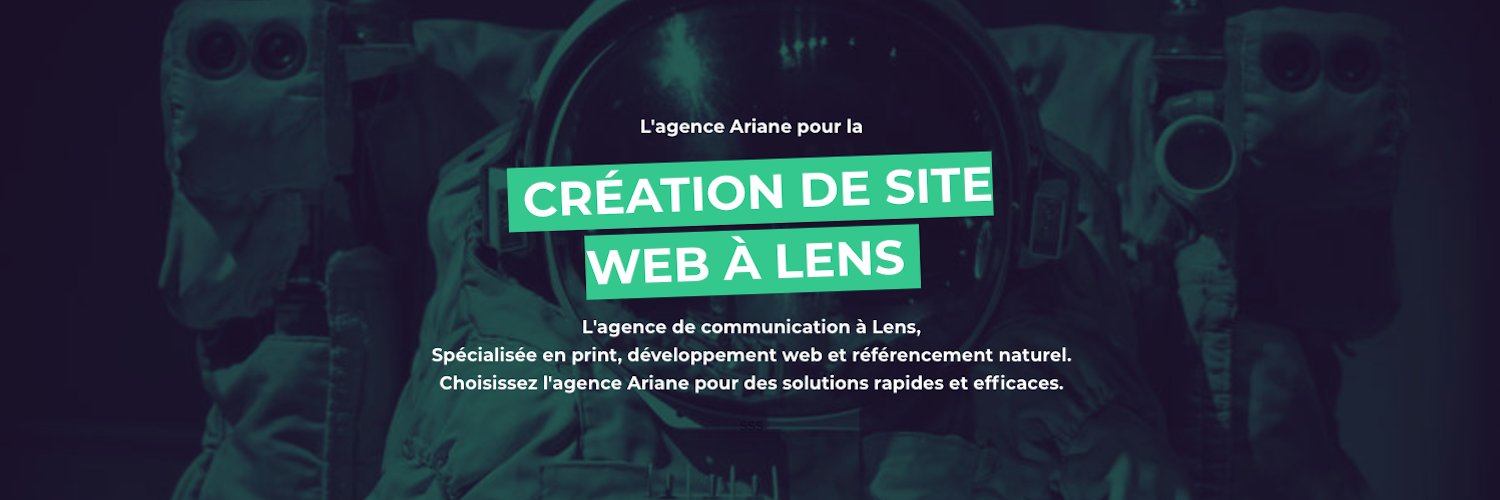 L'agence Ariane pour la
CRÉATION DE SITE
WEB À LENS
L'agence de communication à Lens,
Spécialisée en print, développement web et référencement naturel.
Choisissez l'agence Ariane pour des solutions rapides et efficaces.